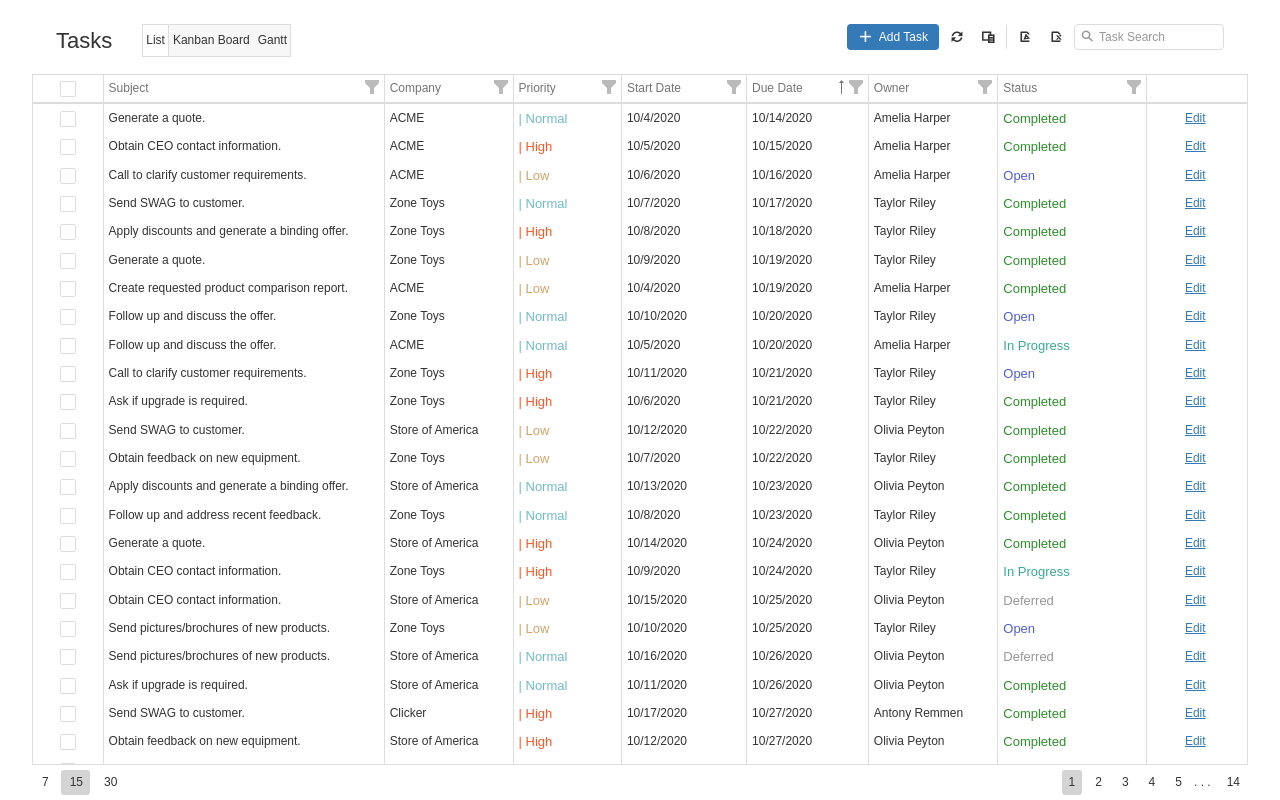 Tasks List Kanban Board Gantt Add Task Task Search
Subject Company Priority Start Date Due Date Owner Status
Generate a quote. ACME | Normal 10/4/2020 10/14/2020 Amelia Harper Completed Edit
Obtain CEO contact information. ACME | High 10/5/2020 10/15/2020 Amelia Harper Completed Edit
Call to clarify customer requirements. ACME | Low 10/6/2020 10/16/2020 Amelia Harper Open Edit
Send SWAG to customer. Zone Toys | Normal 10/7/2020 10/17/2020 Taylor Riley Completed Edit
Apply discounts and generate a binding offer. Zone Toys | High 10/8/2020 10/18/2020 Taylor Riley Completed Edit
Generate a quote. Zone Toys | Low 10/9/2020 10/19/2020 Taylor Riley Completed Edit
Create requested product comparison report. ACME | Low 10/4/2020 10/19/2020 Amelia Harper Completed Edit
Follow up and discuss the offer. Zone Toys | Normal 10/10/2020 10/20/2020 Taylor Riley Open Edit
Follow up and discuss the offer. ACME | Normal 10/5/2020 10/20/2020 Amelia Harper In Progress Edit
Call to clarify customer requirements. Zone Toys | High 10/11/2020 10/21/2020 Taylor Riley Open Edit
Ask if upgrade is required. Zone Toys | High 10/6/2020 10/21/2020 Taylor Riley Completed Edit
Send SWAG to customer. Store of America | Low 10/12/2020 10/22/2020 Olivia Peyton Completed Edit
Obtain feedback on new equipment. Zone Toys | Low 10/7/2020 10/22/2020 Taylor Riley Completed Edit
Apply discounts and generate a binding offer. Store of America | Normal 10/13/2020 10/23/2020 Olivia Peyton Completed Edit
Follow up and address recent feedback. Zone Toys | Normal 10/8/2020 10/23/2020 Taylor Riley Completed Edit
Generate a quote. Store of America | High 10/14/2020 10/24/2020 Olivia Peyton Completed Edit
Obtain CEO contact information. Zone Toys | High 10/9/2020 10/24/2020 Taylor Riley In Progress Edit
Obtain CEO contact information. Store of America | Low 10/15/2020 10/25/2020 Olivia Peyton Deferred Edit
Send pictures/brochures of new products. Zone Toys | Low 10/10/2020 10/25/2020 Taylor Riley Open Edit
Send pictures/brochures of new products. Store of America | Normal 10/16/2020 10/26/2020 Olivia Peyton Deferred Edit
Ask if upgrade is required. Store of America | Normal 10/11/2020 10/26/2020 Olivia Peyton Completed Edit
Send SWAG to customer. Clicker | High 10/17/2020 10/27/2020 Antony Remmen Completed Edit
Obtain feedback on new equipment. Store of America | High 10/12/2020 10/27/2020 Olivia Peyton Completed Edit
7 15 30 1 2 3 4 5 . . . 14